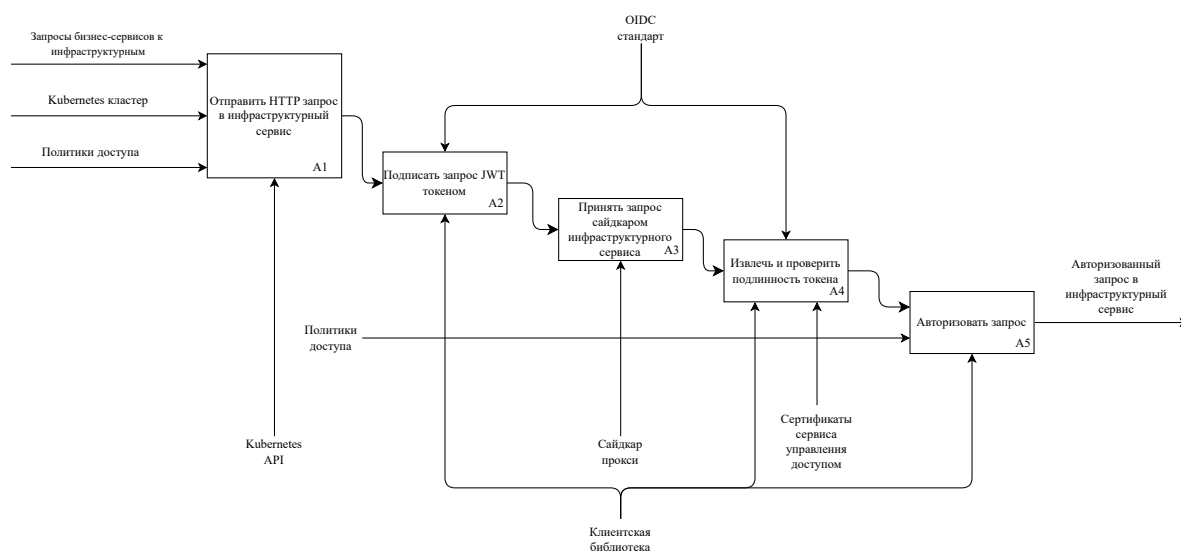 OIDC
стандарт
Запросы бизнес-сервисов к
инфраструктурным
Kubernetes кластер
Политики доступа
Отправить HTTP запрос
в инфраструктурный
сервис
A1
Подписать запрос JWT
токеном
A2
Принять запрос
сайдкаром
инфраструктурного
сервиса
A3
Извлечь и проверить
подлинность токена
A4
Авторизованный
запрос в
инфраструктурный
сервис
Авторизовать запрос
A5
Политики
доступа
Kubernetes
API
Сайдкар
прокси
Сертификаты
сервиса
управления
доступом
Клиентская
библиотека